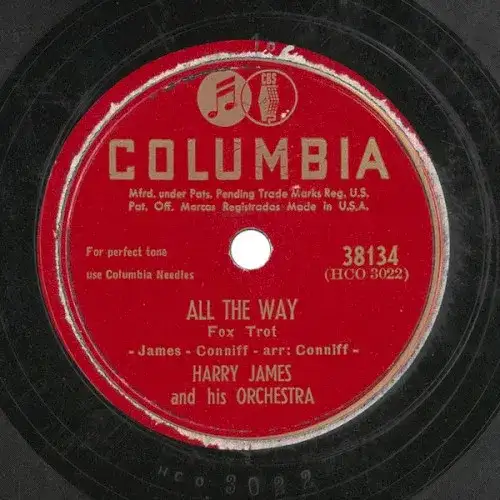 CBS
COLUMBIA
Mfrd. under Pats. Pending Trade Marks Reg. U.S.
Pat. Off. Marcas Registradas Made in U.S.A.
For perfect tone
use Columbia Needles
38134
(HCO 3022)
ALL THE WAY
Fox Trot
- James - Conniff - arr: Conniff -
HARRY JAMES
and his ORCHESTRA
HCO 3022